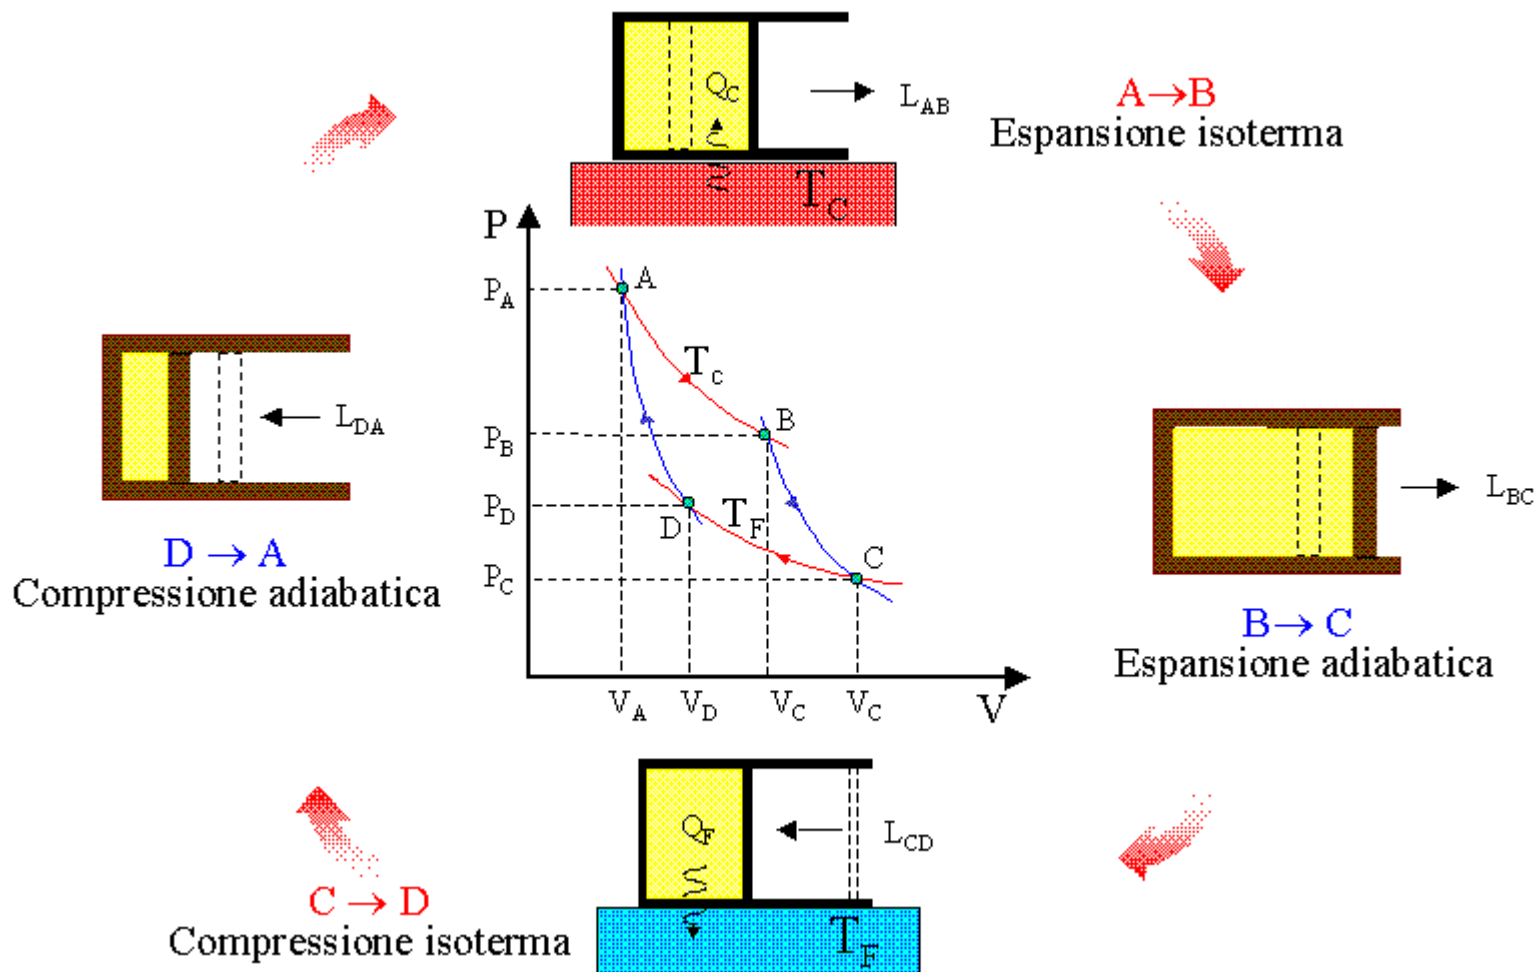 Q_C
L_AB
A→B
Espansione isoterma
T_C
P
P_A
A
T_c
P_B
B
P_D
D
T_F
P_C
C
V_A
V_D
V_C
V_C
V
L_DA
D → A
Compressione adiabatica
L_BC
B → C
Espansione adiabatica
Q_F
L_CD
T_F
C → D
Compressione isoterma